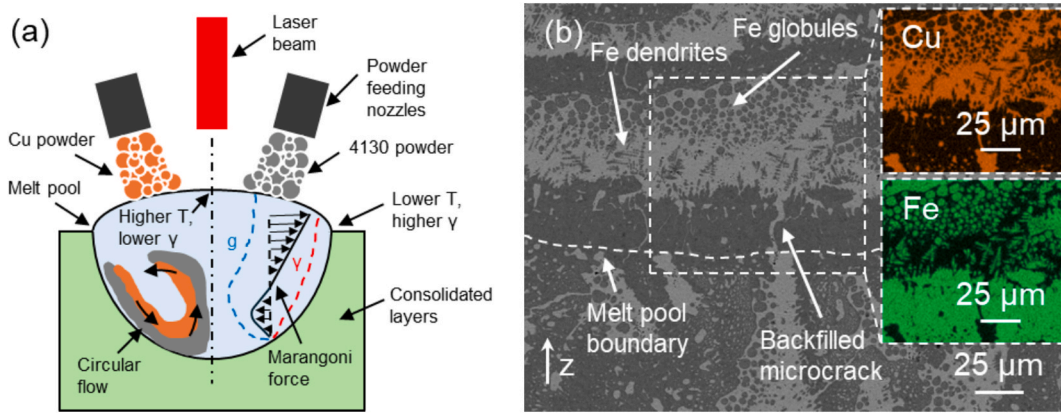 (a)
Laser
beam
Powder
feeding
nozzles
Cu powder
4130 powder
Melt pool
Higher T,
lower γ
Lower T,
higher γ
g
γ
Consolidated
layers
Circular
flow
Marangoni
force
(b)
Fe globules
Fe dendrites
Cu
25 μm
Fe
25 μm
Melt pool
boundary
Backfilled
microcrack
z
25 μm